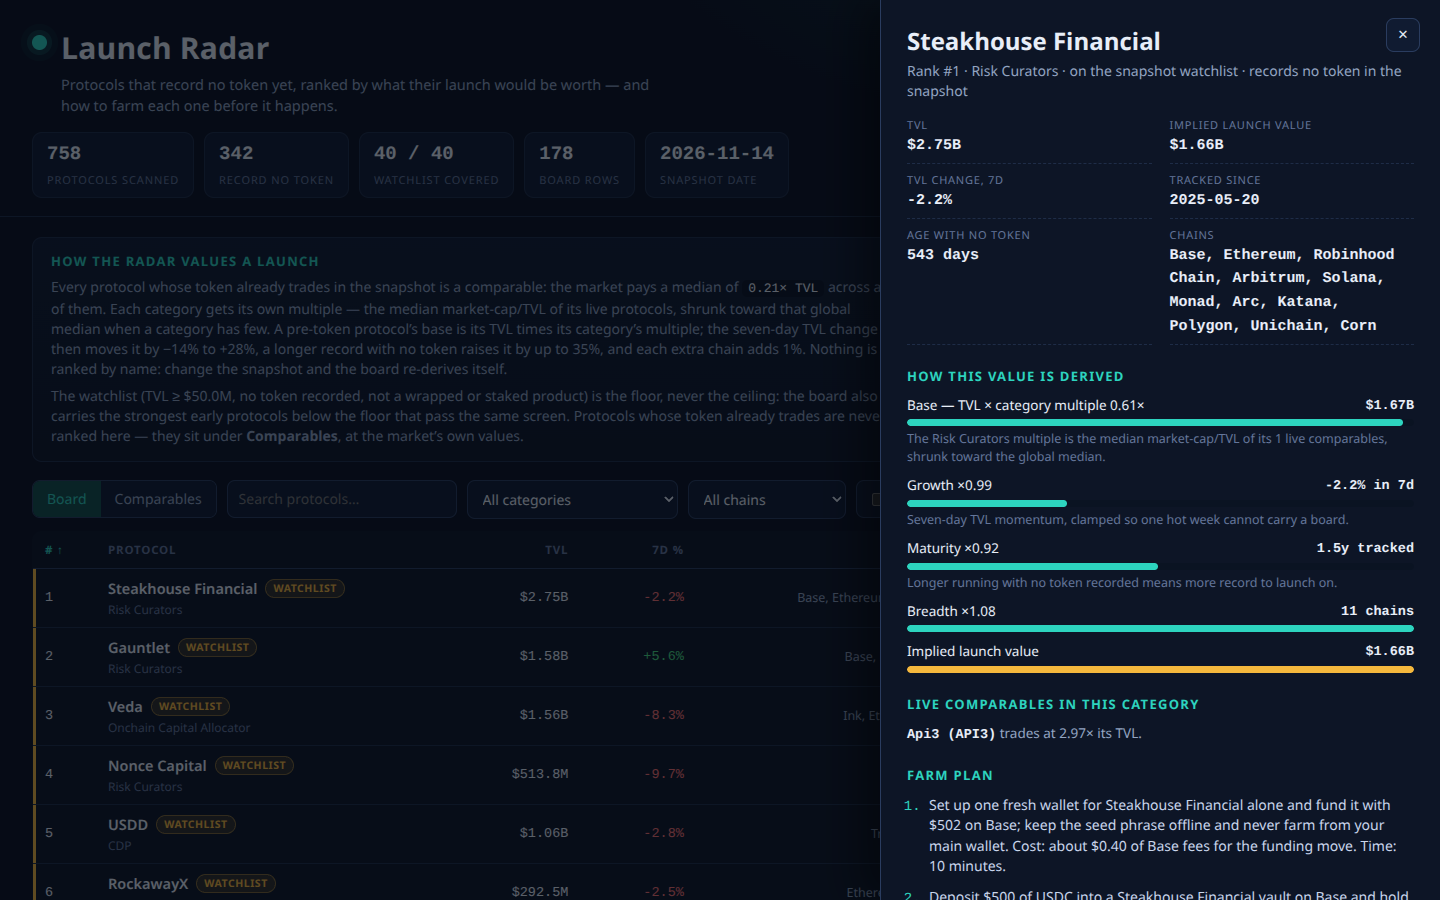 Launch Radar
Protocols that record no token yet, ranked by what their launch would be worth — and
how to farm each one before it happens.
758
PROTOCOLS SCANNED
342
RECORD NO TOKEN
40 / 40
WATCHLIST COVERED
178
BOARD ROWS
2026-11-14
SNAPSHOT DATE
HOW THE RADAR VALUES A LAUNCH
Every protocol whose token already trades in the snapshot is a comparable: the market pays a median of 0.21× TVL across a
of them. Each category gets its own multiple — the median market-cap/TVL of its live protocols, shrunk toward that global
median when a category has few. A pre-token protocol's base is its TVL times its category's multiple; the seven-day TVL change
then moves it by −14% to +28%, a longer record with no token raises it by up to 35%, and each extra chain adds 1%. Nothing is
ranked by name: change the snapshot and the board re-derives itself.
The watchlist (TVL ≥ $50.0M, no token recorded, not a wrapped or staked product) is the floor, never the ceiling: the board also
carries the strongest early protocols below the floor that pass the same screen. Protocols whose token already trades are neve
ranked here — they sit under Comparables, at the market's own values.
Board
Comparables
Search protocols...
All categories
All chains
# ↑
PROTOCOL
TVL
7D %
1
Steakhouse Financial WATCHLIST
Risk Curators
$2.75B
-2.2%
Base, Ethereu
2
Gauntlet WATCHLIST
Risk Curators
$1.58B
+5.6%
Base,
3
Veda WATCHLIST
Onchain Capital Allocator
$1.56B
-8.3%
Ink, Et
4
Nonce Capital WATCHLIST
Risk Curators
$513.8M
-9.7%
5
USDD WATCHLIST
CDP
$1.06B
-2.8%
Tr
6
RockawayX WATCHLIST
$292.5M
-2.5%
Ethere
Steakhouse Financial
×
Rank #1 · Risk Curators · on the snapshot watchlist · records no token in the
snapshot
TVL
$2.75B
IMPLIED LAUNCH VALUE
$1.66B
TVL CHANGE, 7D
-2.2%
TRACKED SINCE
2025-05-20
AGE WITH NO TOKEN
543 days
CHAINS
Base, Ethereum, Robinhood
Chain, Arbitrum, Solana,
Monad, Arc, Katana,
Polygon, Unichain, Corn
HOW THIS VALUE IS DERIVED
Base — TVL × category multiple 0.61×
$1.67B
The Risk Curators multiple is the median market-cap/TVL of its 1 live comparables,
shrunk toward the global median.
Growth ×0.99
-2.2% in 7d
Seven-day TVL momentum, clamped so one hot week cannot carry a board.
Maturity ×0.92
1.5y tracked
Longer running with no token recorded means more record to launch on.
Breadth ×1.08
11 chains
Implied launch value
$1.66B
LIVE COMPARABLES IN THIS CATEGORY
Api3 (API3) trades at 2.97× its TVL.
FARM PLAN
1. Set up one fresh wallet for Steakhouse Financial alone and fund it with
$502 on Base; keep the seed phrase offline and never farm from your
main wallet. Cost: about $0.40 of Base fees for the funding move. Time:
10 minutes.
2. Deposit $500 of USDC into a Steakhouse Financial vault on Base and hold